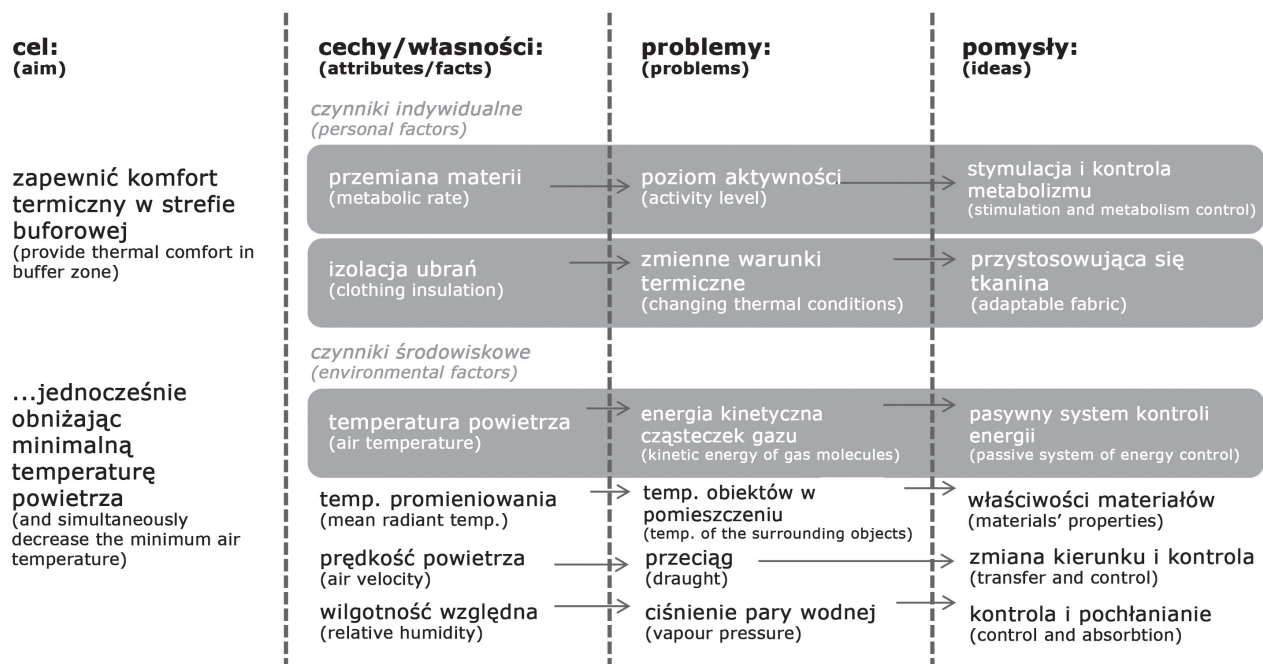 cel:
(aim)
zapewnić komfort
termiczny w strefie
buforowej
(provide thermal comfort in
buffer zone)
...jednocześnie
obniżając
minimalną
temperaturę
powietrza
(and simultaneously
decrease the minimum air
temperature)
cechy/własności:
(attributes/facts)
problemy:
(problems)
pomysły:
(ideas)
czynniki indywidualne
(personal factors)
przemiana materii
(metabolic rate)
poziom aktywności
(activity level)
stymulacja i kontrola
metabolizmu
(stimulation and metabolism control)
izolacja ubrań
(clothing insulation)
zmienne warunki
termiczne
(changing thermal conditions)
przystosowująca się
tkanina
(adaptable fabric)
czynniki środowiskowe
(environmental factors)
temperatura powietrza
(air temperature)
energia kinetyczna
cząsteczek gazu
(kinetic energy of gas molecules)
pasywny system kontroli
energii
(passive system of energy control)
temp. promieniowania
(mean radiant temp.)
temp. obiektów w
pomieszczeniu
(temp. of the surrounding objects)
właściwości materiałów
(materials' properties)
prędkość powietrza
(air velocity)
przeciąg
(draught)
zmiana kierunku i kontrola
(transfer and control)
wilgotność względna
(relative humidity)
ciśnienie pary wodnej
(vapour pressure)
kontrola i pochłanianie
(control and absorbtion)